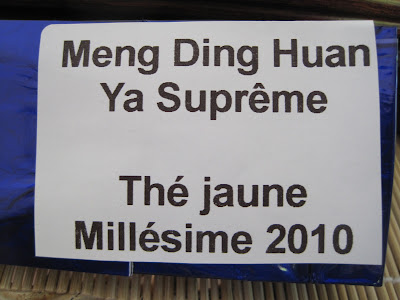 Meng Ding Huan
Ya Suprême
Thé jaune
Millésime 2010